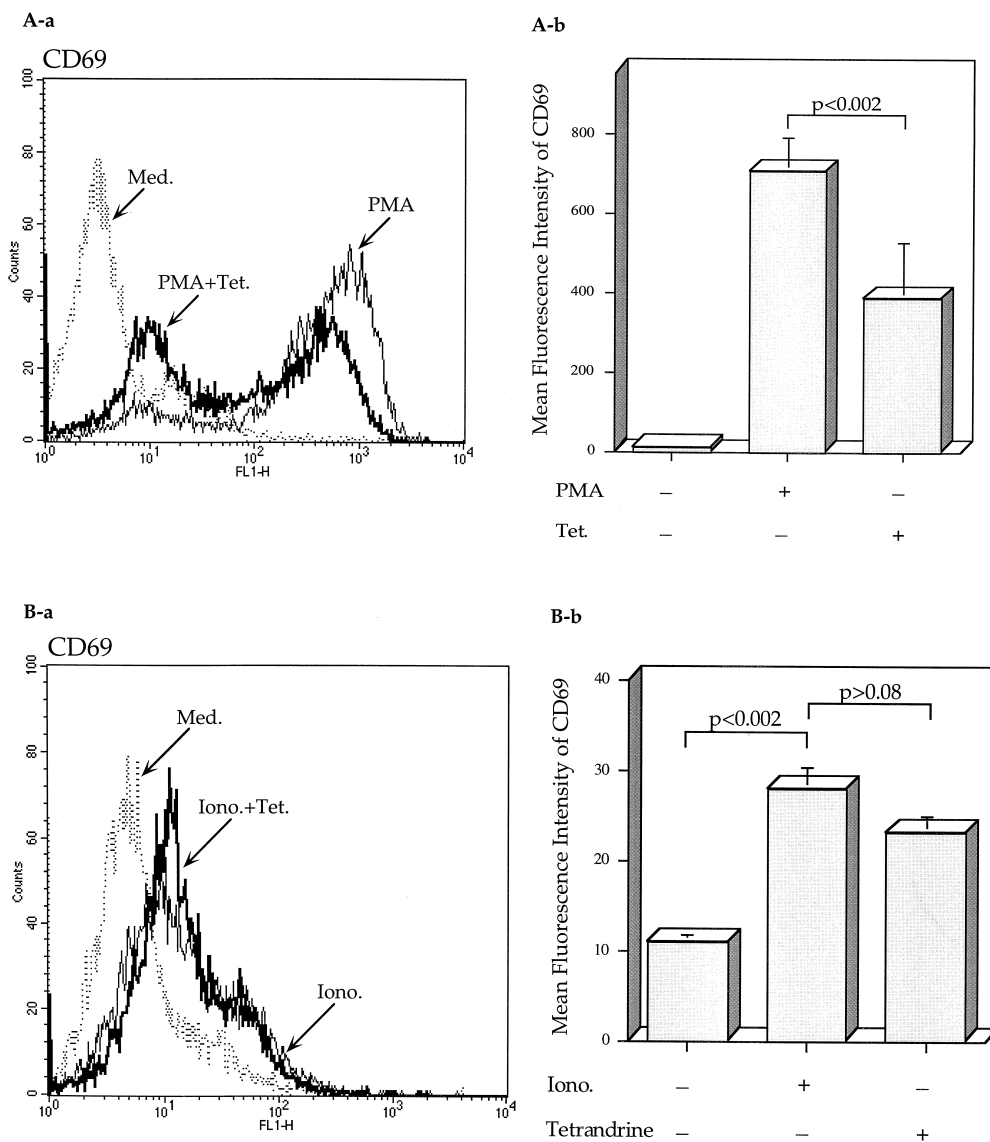 A-a
CD69
100
80
60
40
20
0
Counts
Med.
PMA
PMA+Tet.
10^0 10^1 10^2 10^3 10^4
FL1-H
A-b
Mean Fluorescence Intensity of CD69
800
600
400
200
0
p<0.002
PMA – + –
Tet. – – +
B-a
CD69
100
80
60
40
20
0
Counts
Med.
Iono.+Tet.
Iono.
10^0 10^1 10^2 10^3 10^4
FL1-H
B-b
Mean Fluorescence Intensity of CD69
40
30
20
10
0
p<0.002
p>0.08
Iono. – + –
Tetrandrine – – +